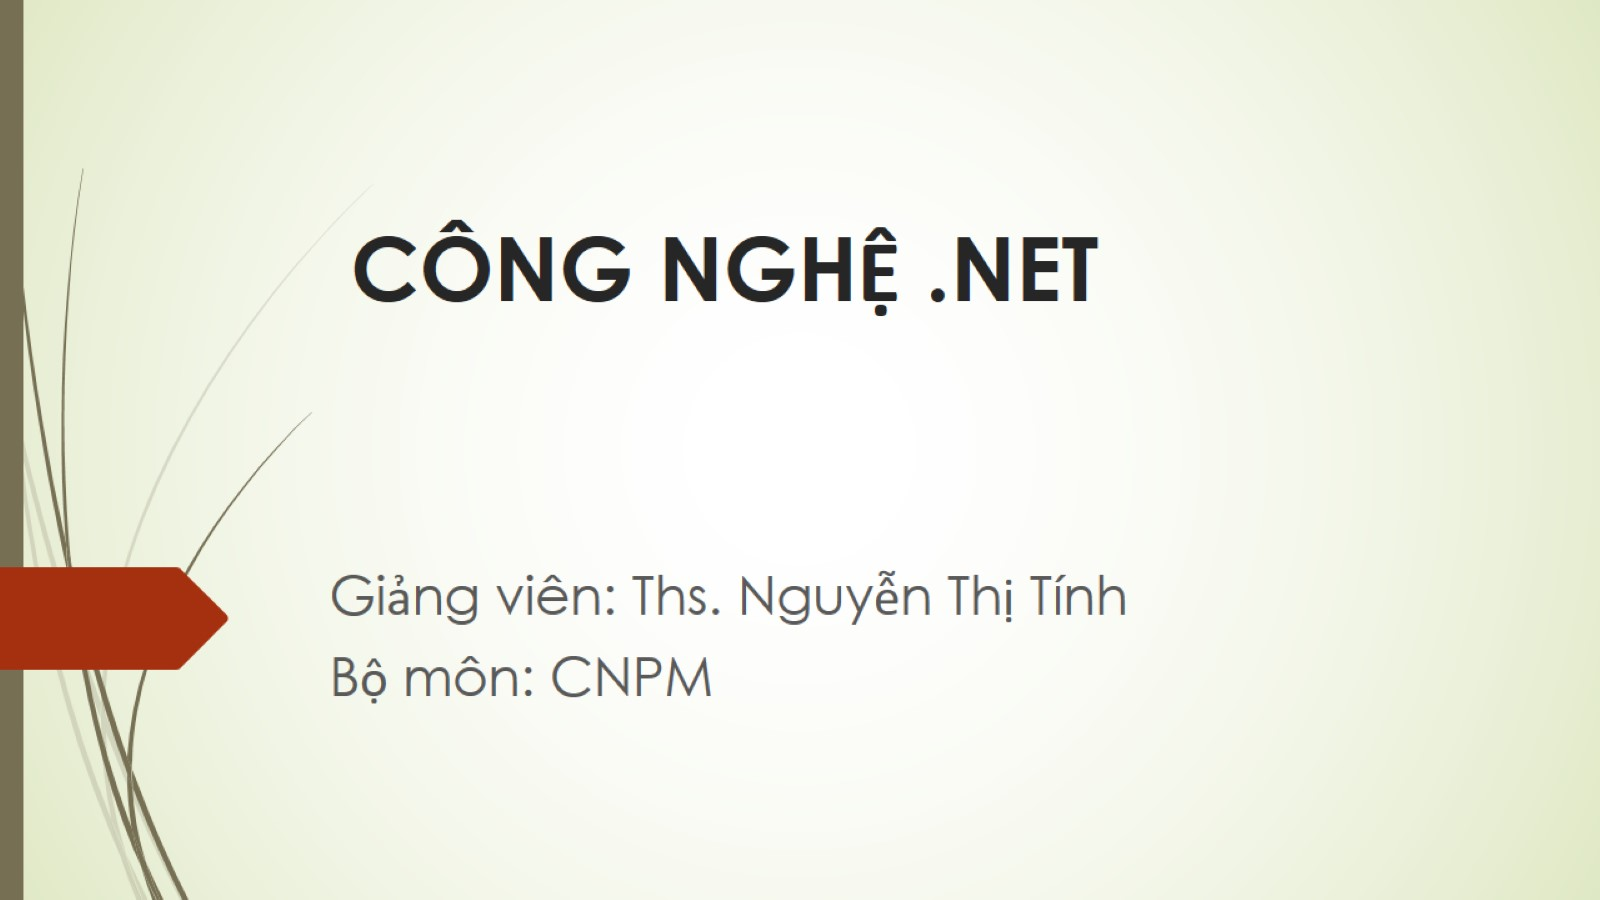 CÔNG NGHỆ .NET
Giảng viên: Ths. Nguyễn Thị Tính
Bộ môn: CNPM